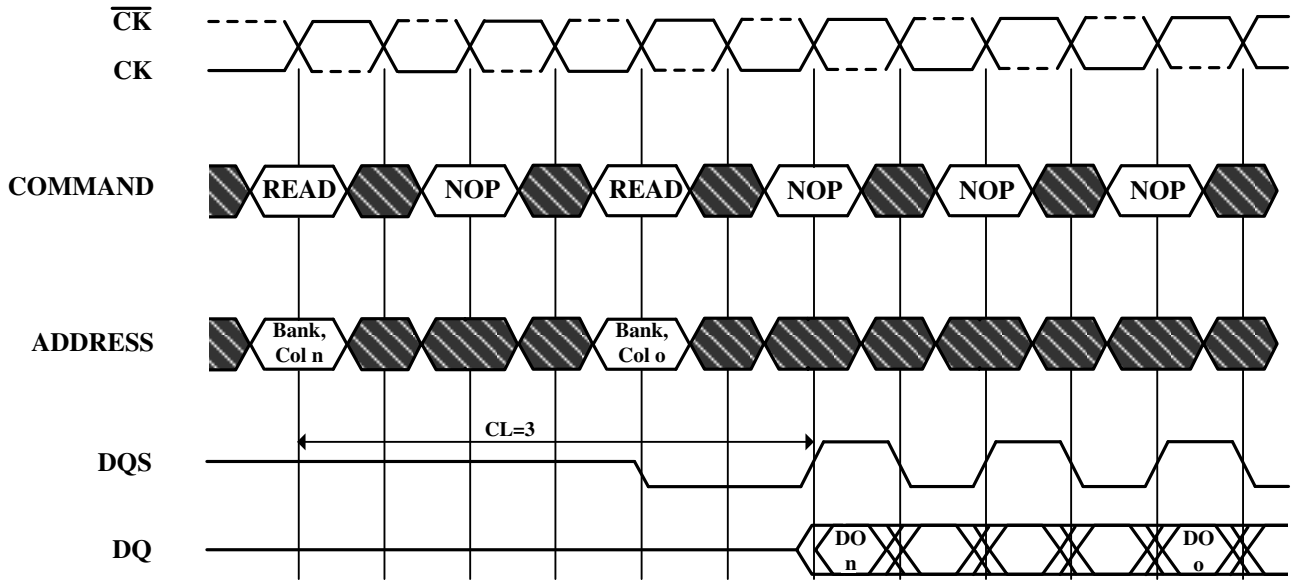 C̅K̅
CK
COMMAND
READ
NOP
READ
NOP
NOP
NOP
ADDRESS
Bank,
Col n
Bank,
Col o
CL=3
DQS
DQ
DO
n
DO
o